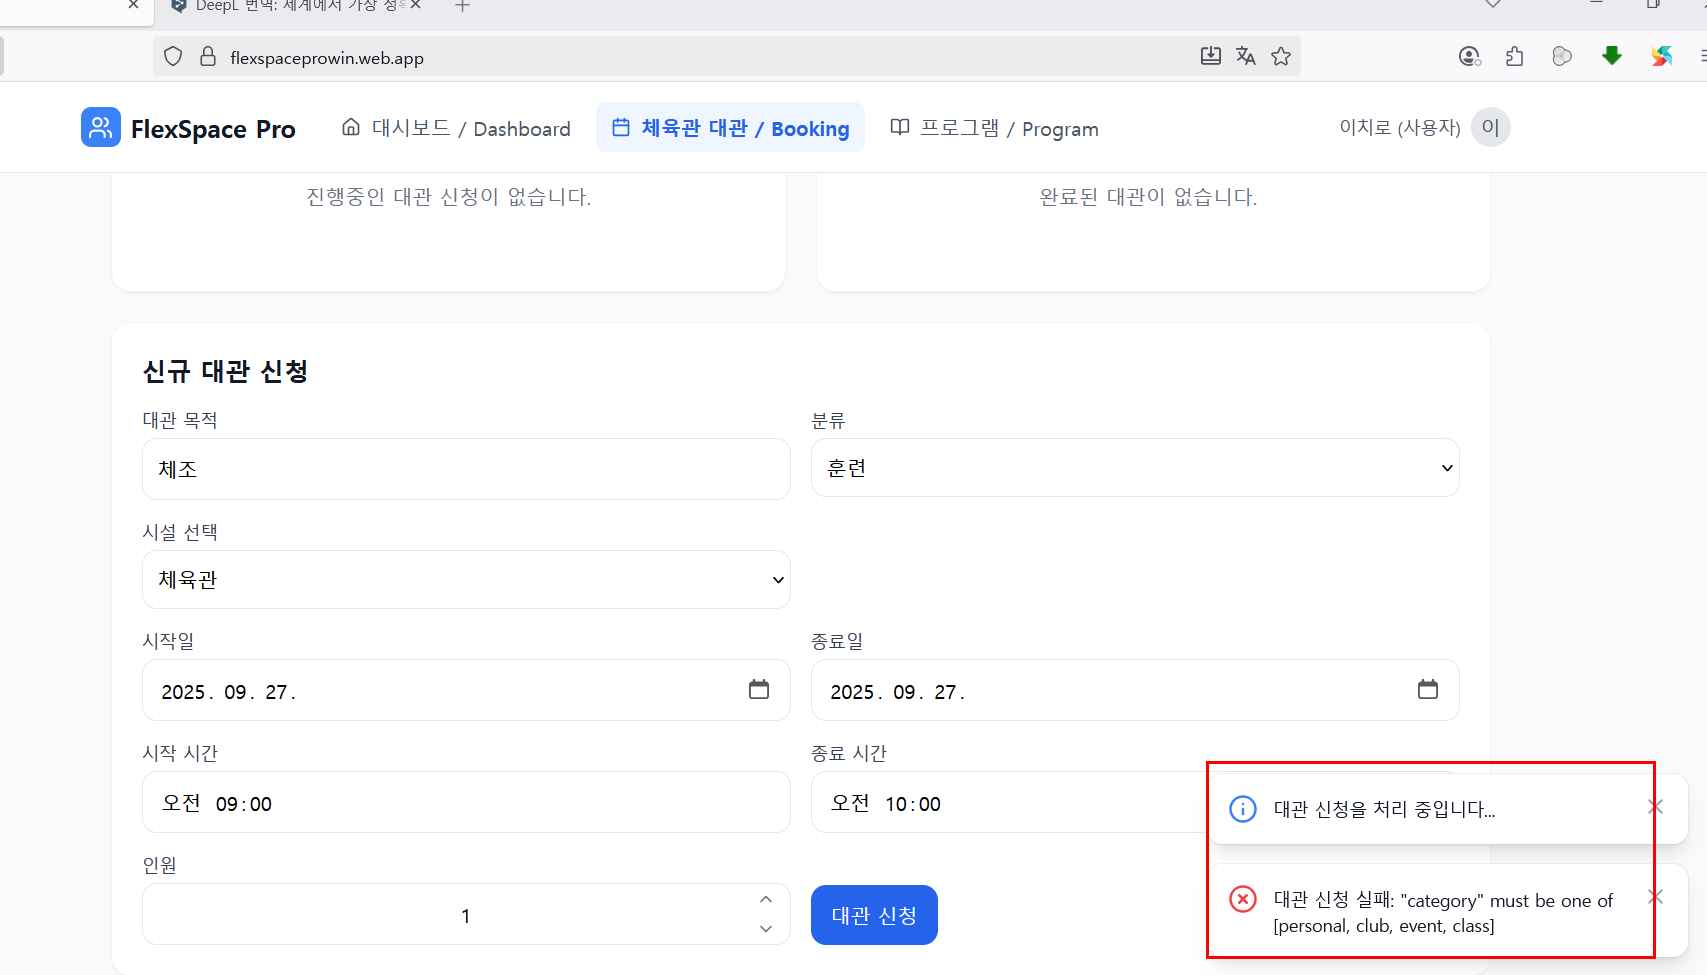 DeepL 번역: 세계에서 가장
flexspaceprowin.web.app
FlexSpace Pro
대시보드 / Dashboard
체육관 대관 / Booking
프로그램 / Program
이치로 (사용자)
이
진행중인 대관 신청이 없습니다.
완료된 대관이 없습니다.
신규 대관 신청
대관 목적
분류
체조
훈련
시설 선택
체육관
시작일
종료일
2025. 09. 27.
2025. 09. 27.
시작 시간
종료 시간
오전 09:00
오전 10:00
인원
1
대관 신청
대관 신청을 처리 중입니다...
대관 신청 실패: "category" must be one of
[personal, club, event, class]